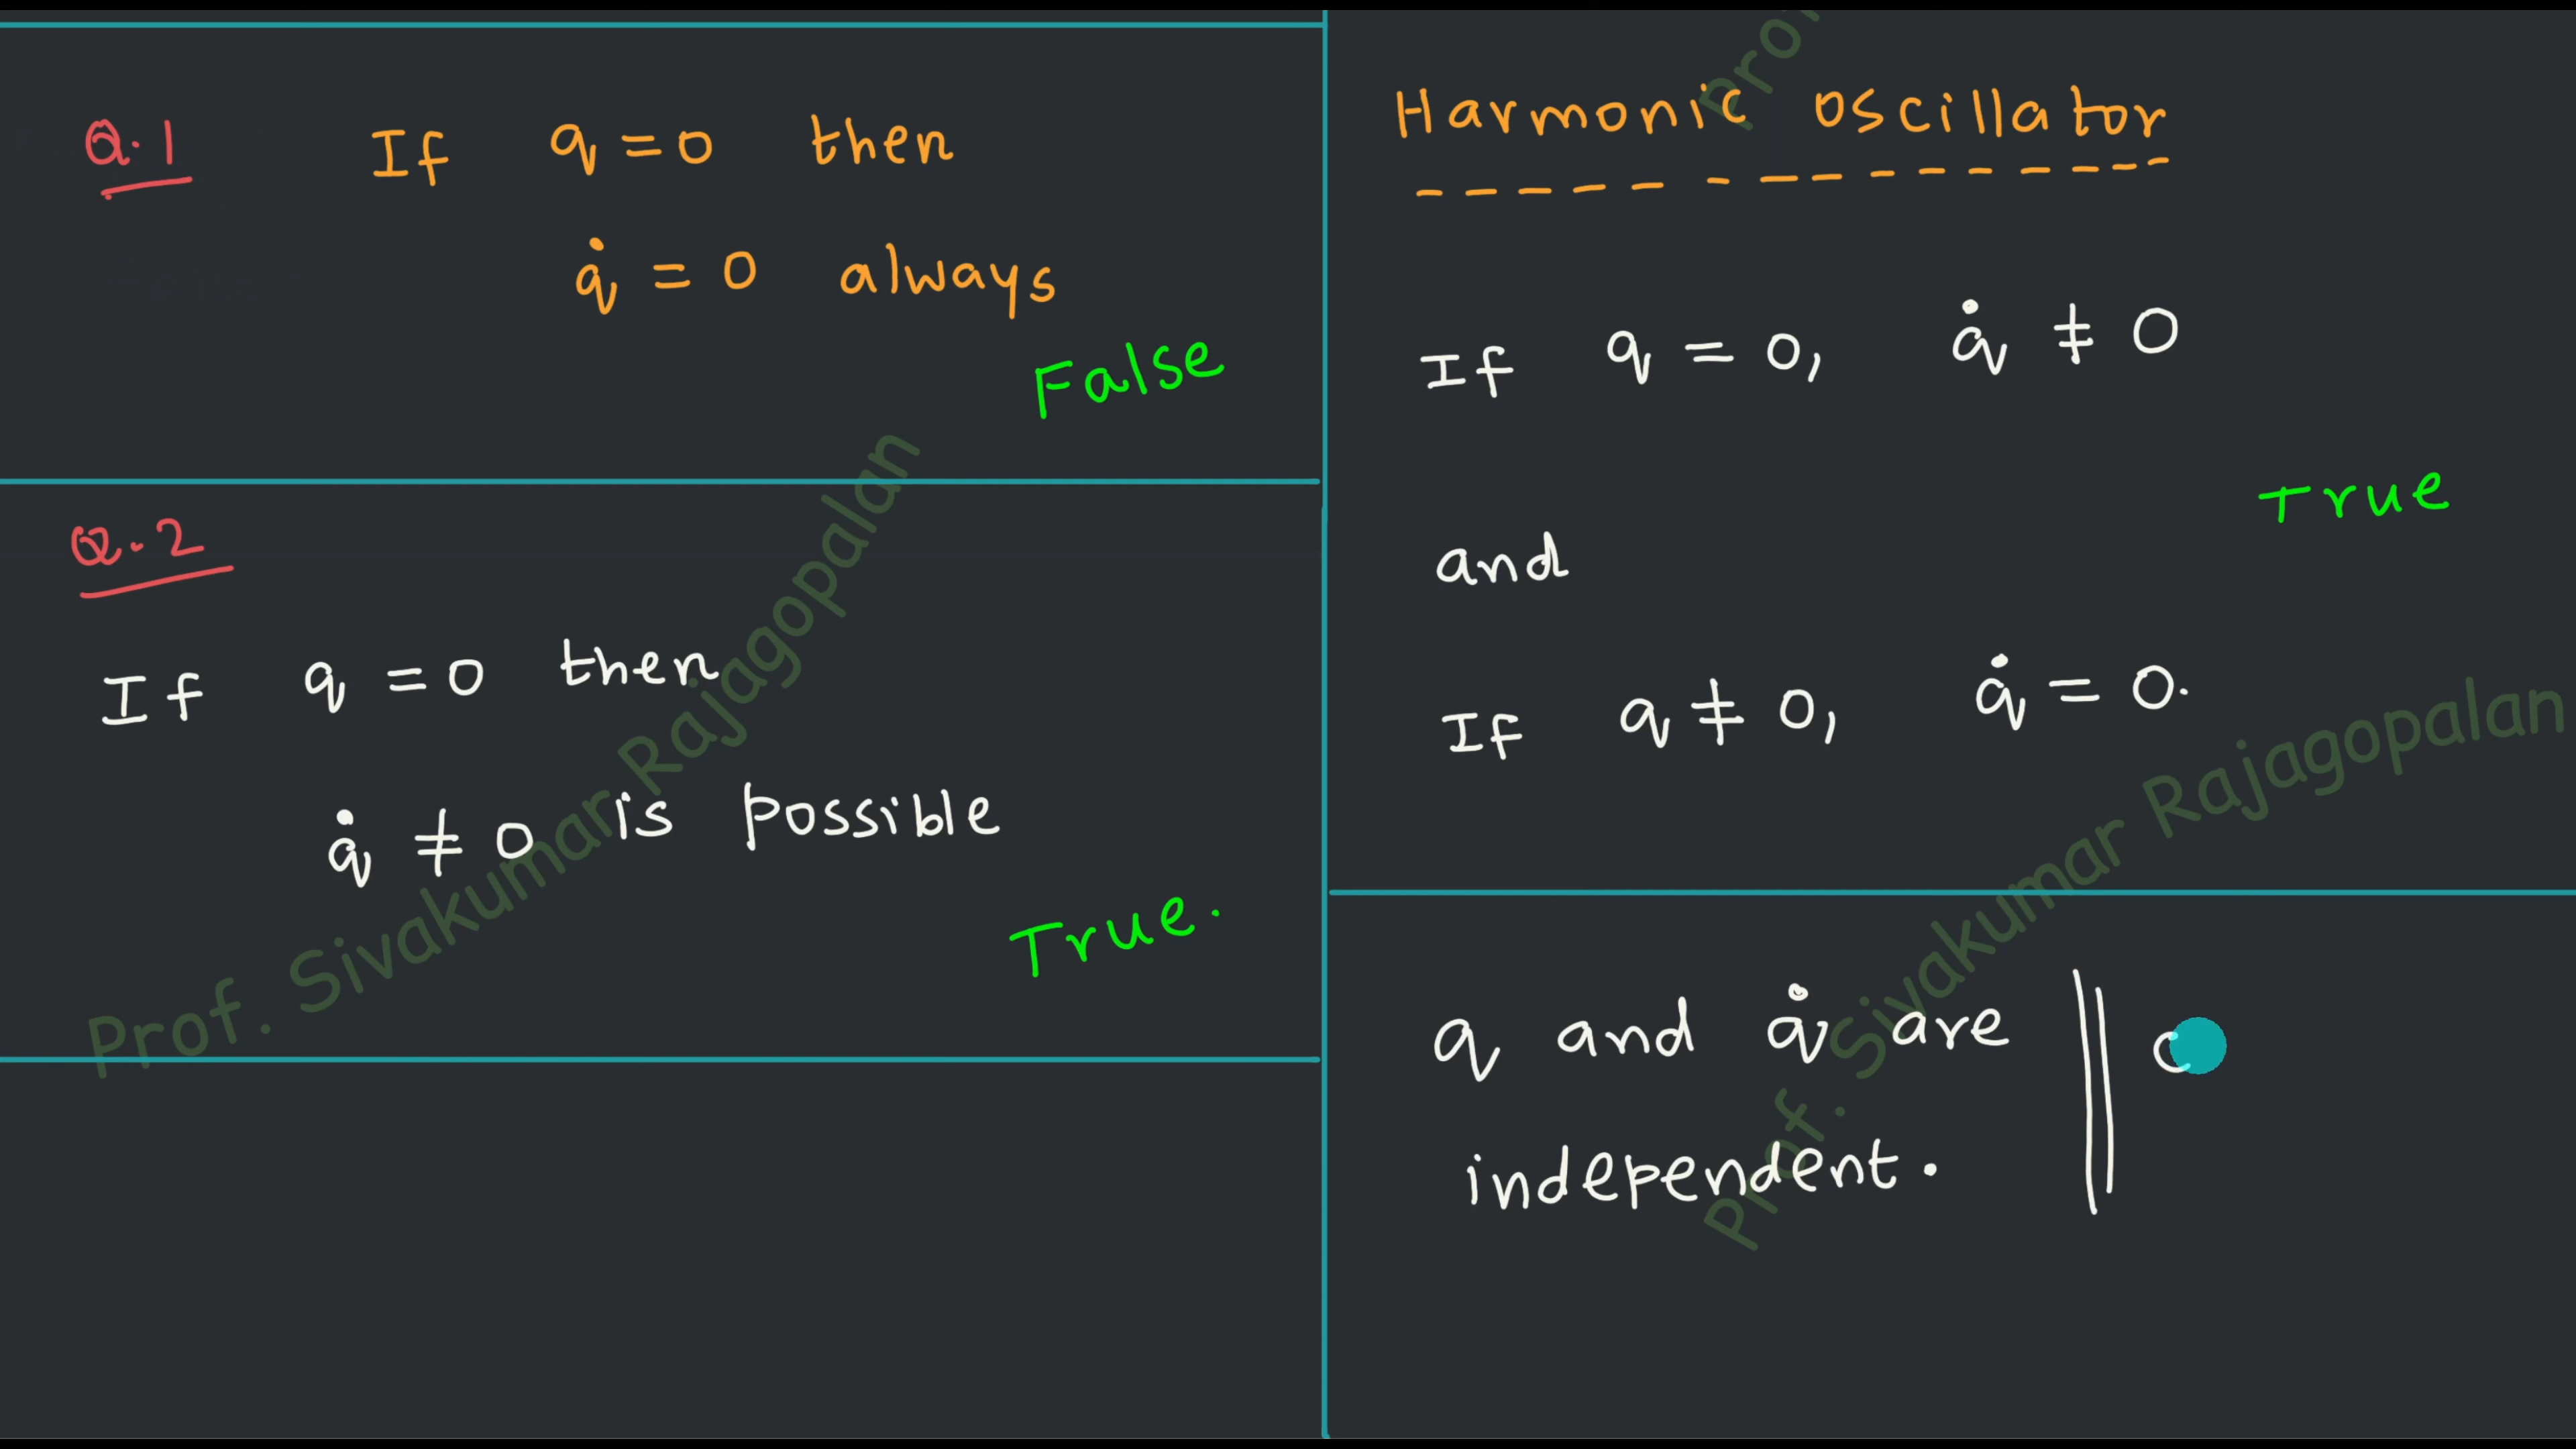 Q.1 If q = 0 then
q̇ = 0 always
False
Q.2
If q = 0 then
q̇ ≠ 0 is possible
True.
Harmonic oscillator
If q = 0, q̇ ≠ 0
True
and
If q ≠ 0, q̇ = 0.
q and q̇ are
independent.
Prof. Sivakumar Rajagopalan
Prof. Sivakumar Rajagopalan
Prof